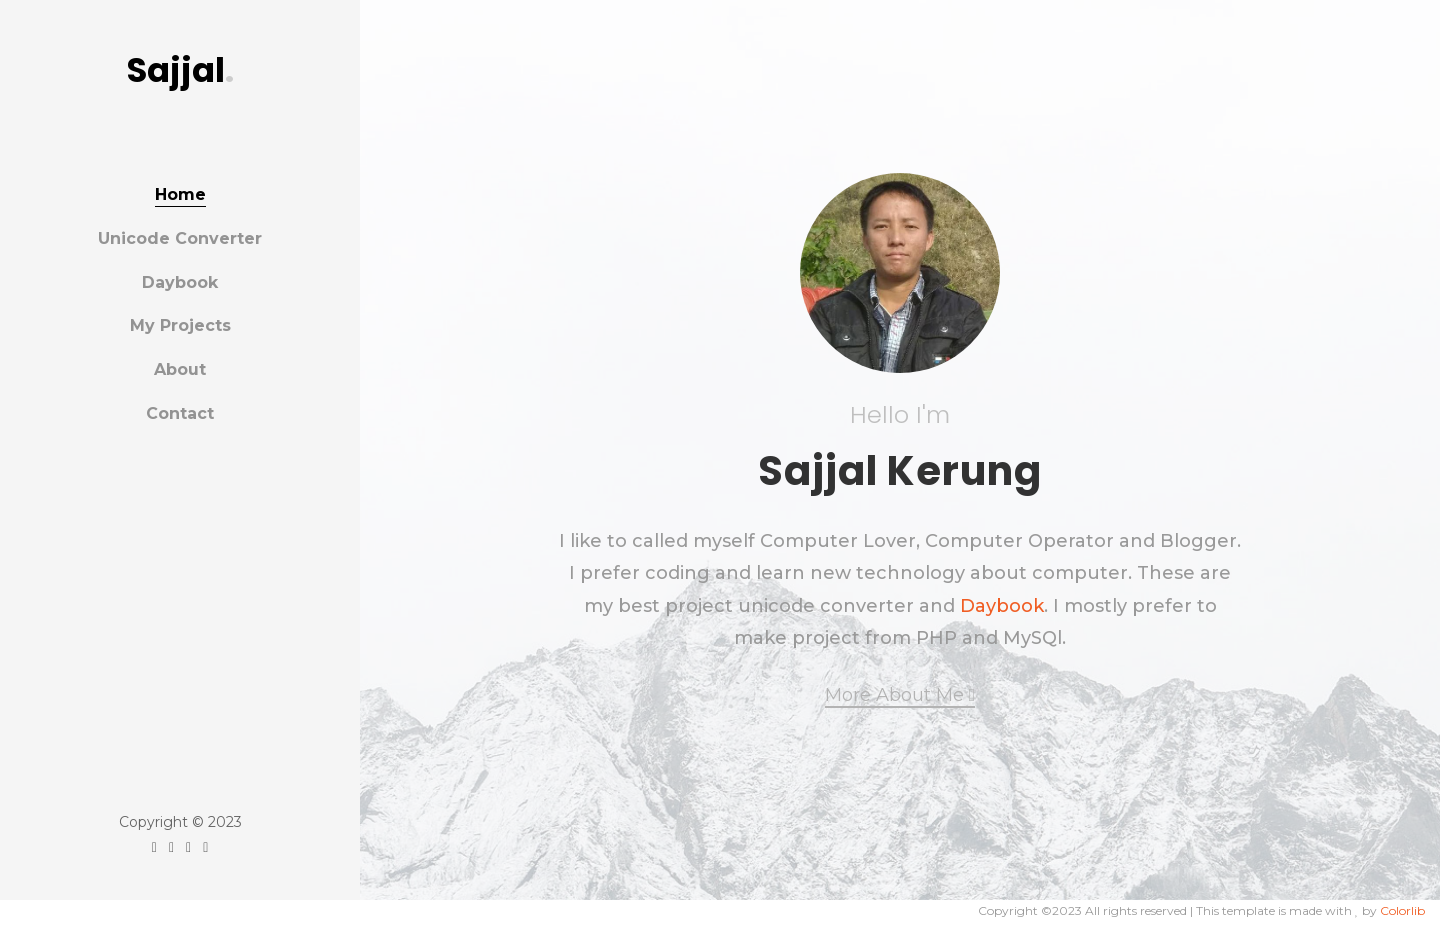 Sajjal.
Home
Unicode Converter
Daybook
My Projects
About
Contact
Copyright © 2023
Hello I'm
Sajjal Kerung
I like to called myself Computer Lover, Computer Operator and Blogger.
I prefer coding and learn new technology about computer. These are
my best project unicode converter and Daybook. I mostly prefer to
make project from PHP and MySQl.
More About Me
Copyright ©2023 All rights reserved | This template is made with by Colorlib